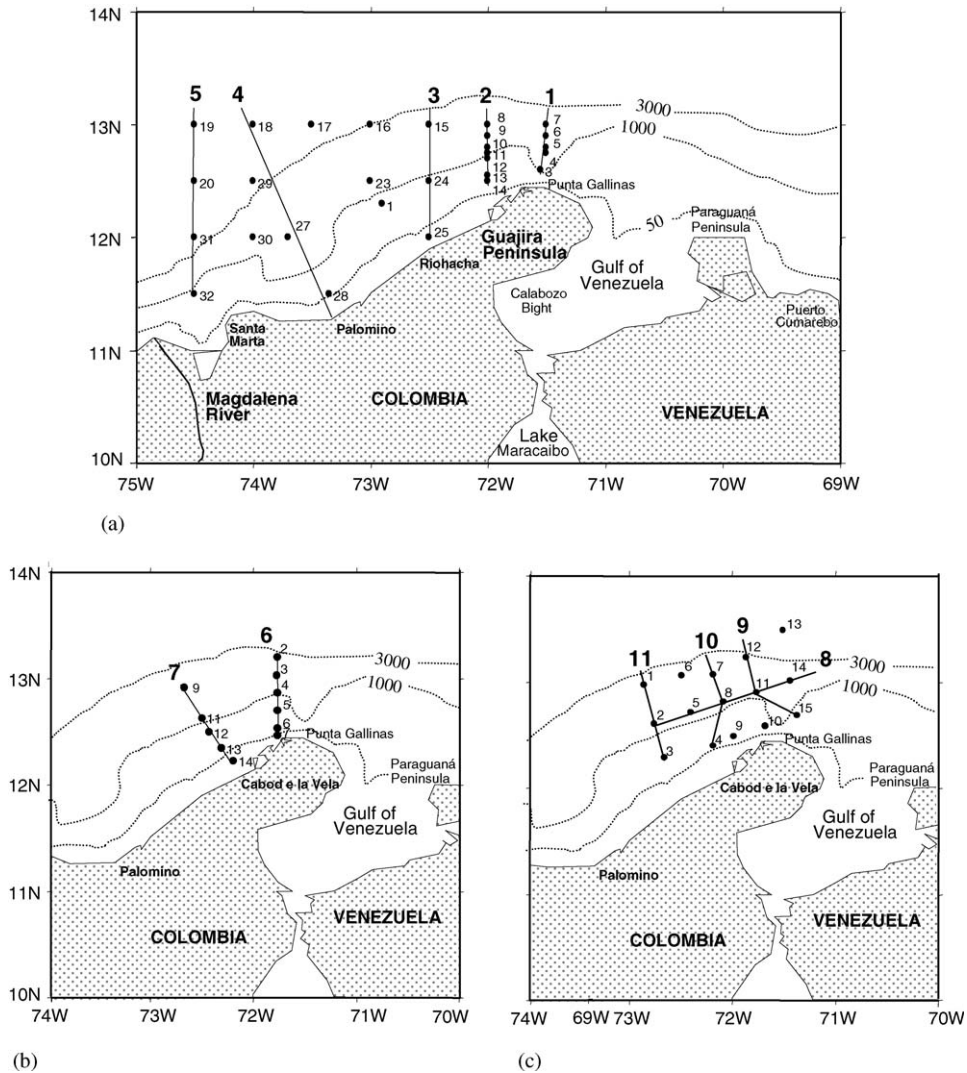 14N
13N
12N
11N
10N
5 4 3 2 1
3000
1000
50
19 18 17 16 15 8 7
9 6
10 5
11 4
12 3
13
14
20 29 23 24
1
31 30 27 25
32 28
Punta Gallinas
Paraguaná
Peninsula
Guajira
Peninsula
Riohacha
Gulf of
Venezuela
Calabozo
Bight
Puerto
Cumarebo
Santa
Marta
Palomino
Magdalena
River
COLOMBIA
VENEZUELA
Lake
Maracaibo
75W 74W 73W 72W 71W 70W 69W
(a)
14N
13N
12N
11N
10N
6
7
2
3
4
5
6
7
9
11
12
13
14
3000
1000
Punta Gallinas
Cabod e la Vela
Paraguaná
Peninsula
Gulf of
Venezuela
Palomino
COLOMBIA
VENEZUELA
74W 73W 72W 71W 70W
(b)
13
9
10
11
8
12
6 7
1
14
11
8
5
2
15
10
9
4
3
3000
1000
Punta Gallinas
Cabod e la Vela
Paraguaná
Peninsula
Gulf of
Venezuela
Palomino
COLOMBIA
VENEZUELA
74W 69W 73W 72W 71W 70W
(c)